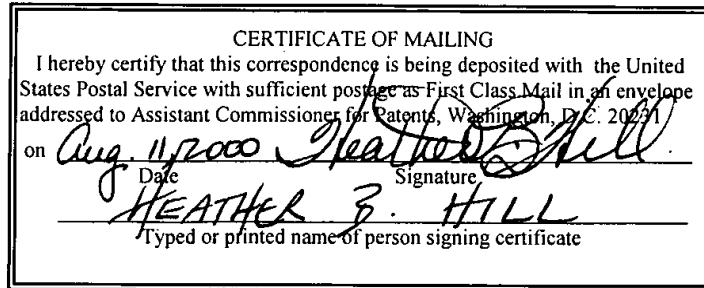 CERTIFICATE OF MAILING
I hereby certify that this correspondence is being deposited with the United
States Postal Service with sufficient postage as First Class Mail in an envelope
addressed to Assistant Commissioner for Patents, Washington, D.C. 20231
on Aug. 11, 2000 Heather B Hill
Date Signature
HEATHER B. HILL
Typed or printed name of person signing certificate